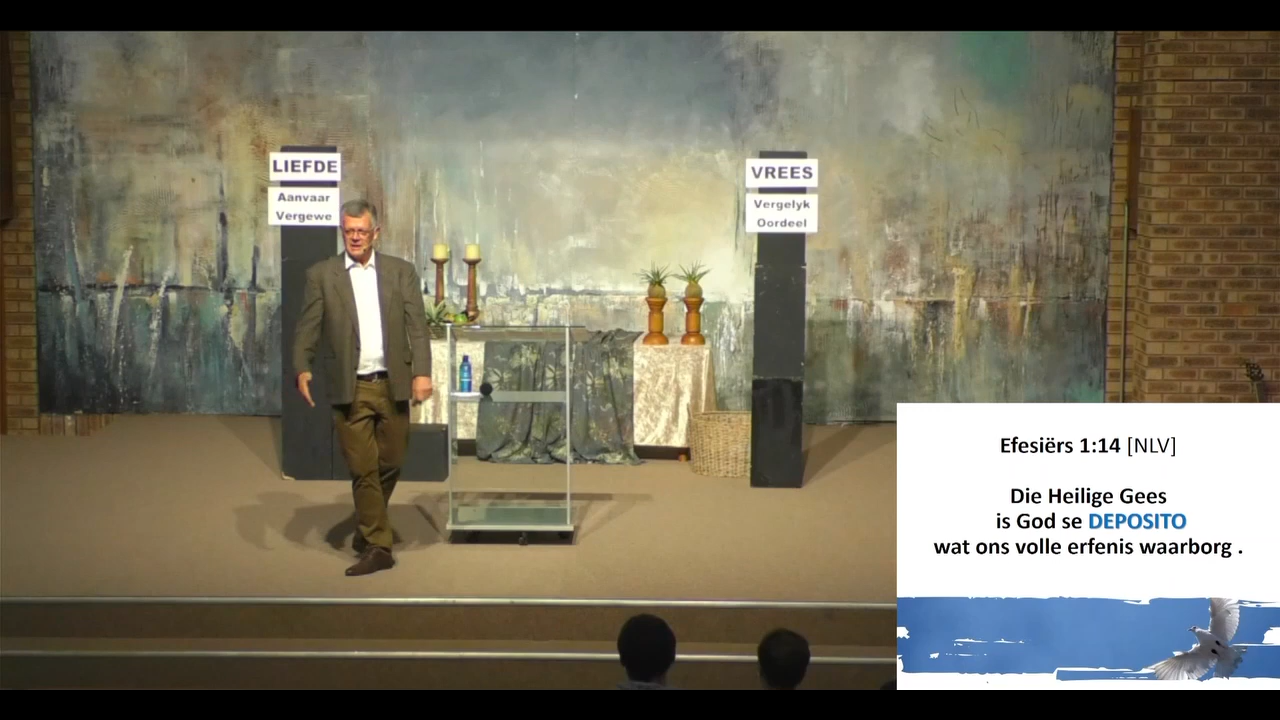 LIEFDE
Aanvaar
Vergewe
VREES
Vergelyk
Oordeel
Efesiërs 1:14 [NLV]
Die Heilige Gees
is God se DEPOSITO
wat ons volle erfenis waarborg .